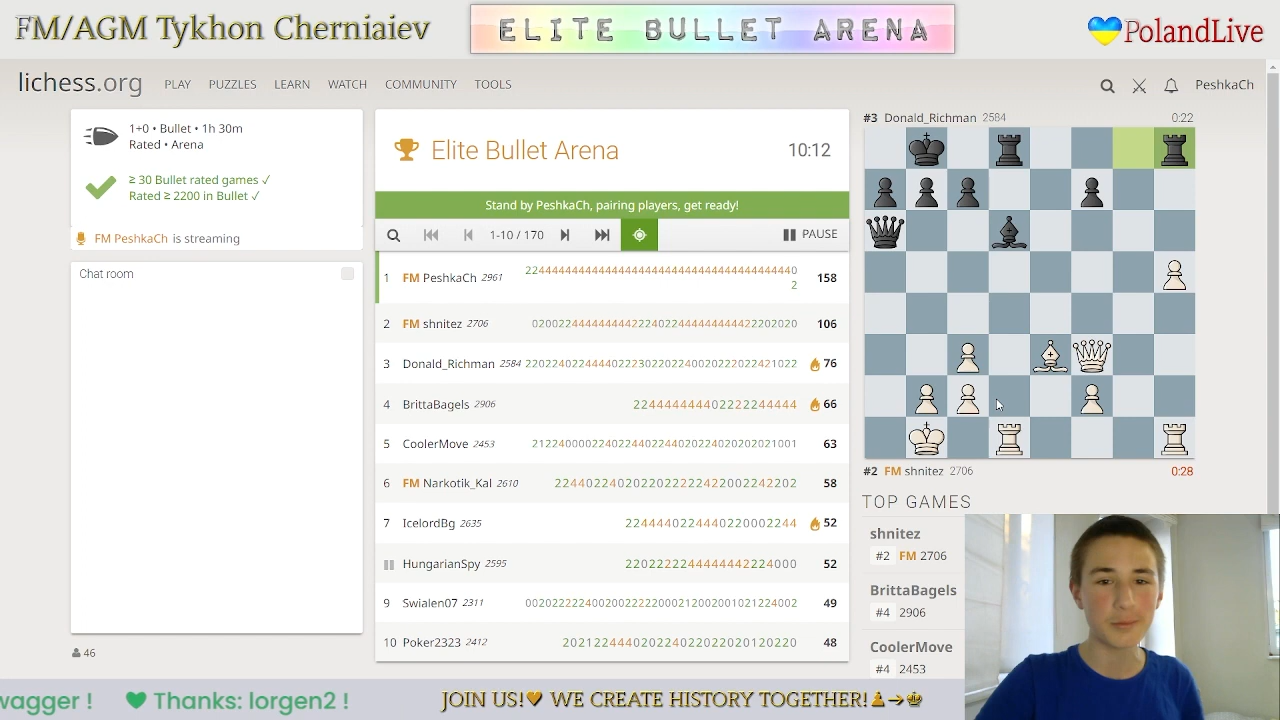 FM/AGM Tykhon Cherniaiev
ELITE BULLET ARENA
PolandLive
lichess.org PLAY PUZZLES LEARN WATCH COMMUNITY TOOLS PeshkaCh
1+0 • Bullet • 1h 30m
Rated • Arena
≥ 30 Bullet rated games ✓
Rated ≥ 2200 in Bullet ✓
FM PeshkaCh is streaming
Chat room
46
Elite Bullet Arena 10:12
Stand by PeshkaCh, pairing players, get ready!
1-10 / 170 PAUSE
1 FM PeshkaCh 2961 158
2 FM shnitez 2706 106
3 Donald_Richman 2584 76
4 BrittaBagels 2906 2244444444402222244444 66
5 CoolerMove 2453 63
6 FM Narkotik_Kal 2610 58
7 IcelordBg 2635 52
HungarianSpy 2595 52
9 Swialen07 2311 49
10 Poker2323 2412 48
#3 Donald_Richman 2584 0:22
#2 FM shnitez 2706 0:28
TOP GAMES
shnitez
#2 FM 2706
BrittaBagels
#4 2906
CoolerMove
#4 2453
wagger ! Thanks: lorgen2 ! JOIN US! WE CREATE HISTORY TOGETHER!